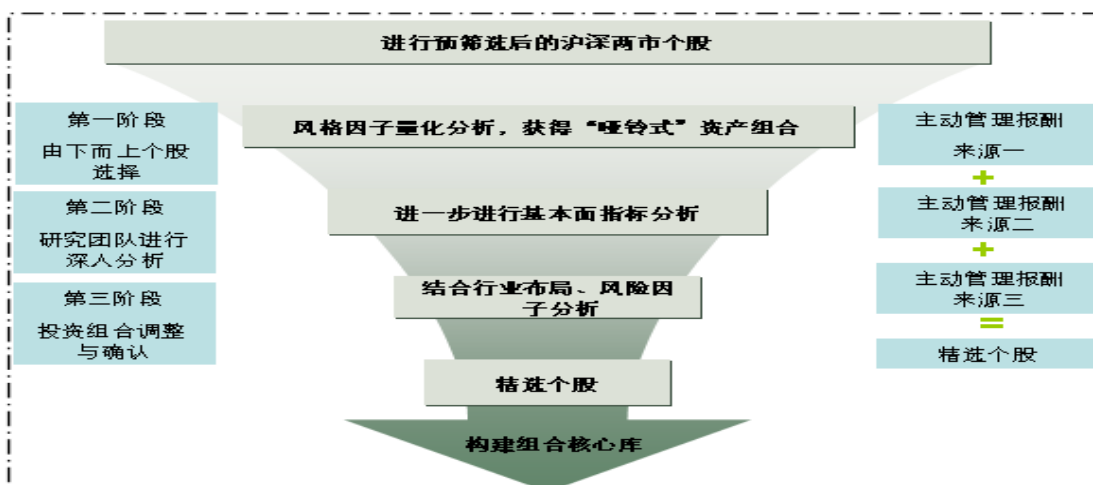 进行预筛选后的沪深两市个股
第一阶段
由下而上个股
选择
风格因子量化分析，获得“哑铃式”资产组合
主动管理报酬
来源一
+
第二阶段
研究团队进行
深入分析
进一步进行基本面指标分析
主动管理报酬
来源二
+
第三阶段
投资组合调整
与确认
结合行业布局、风险因
子分析
主动管理报酬
来源三
=
精选个股
精选个股
构建组合核心库